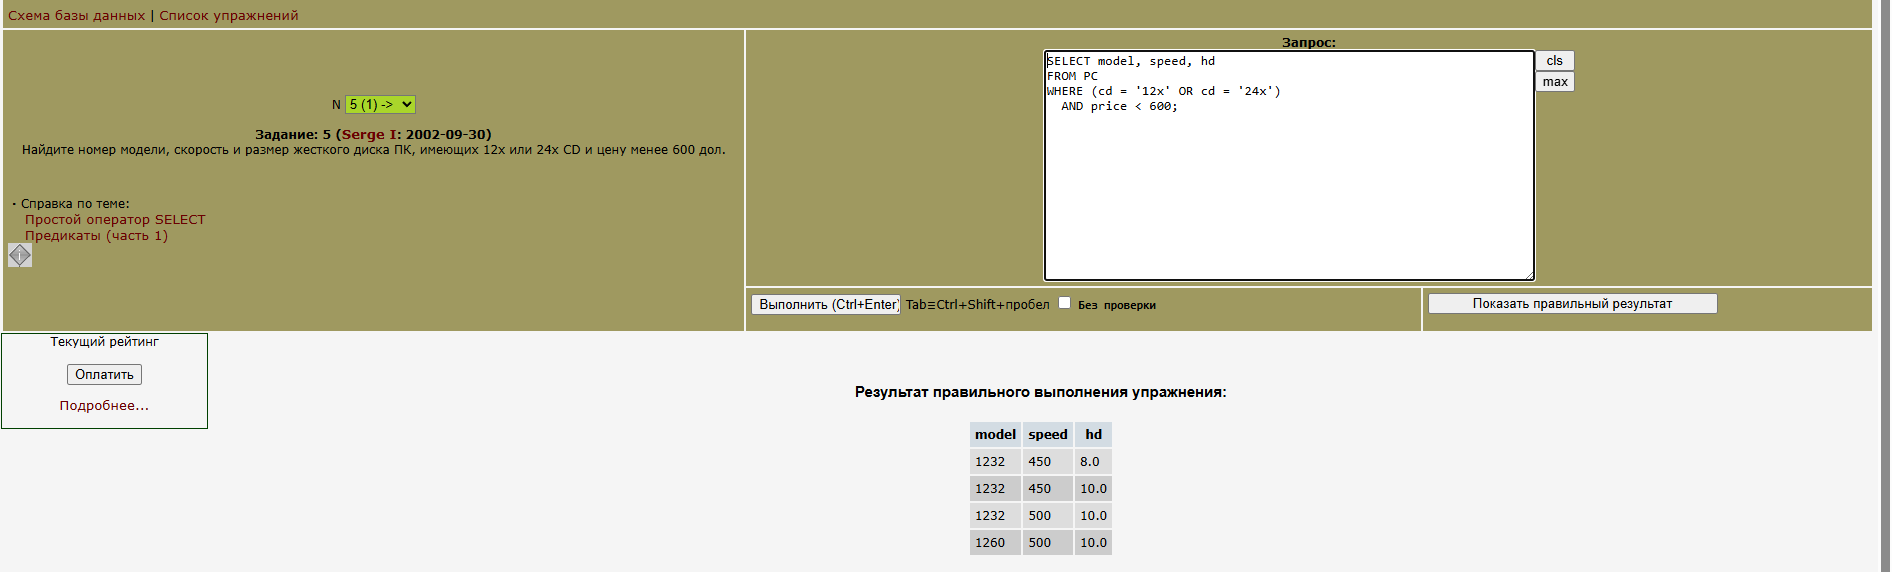 Схема базы данных | Список упражнений
N 5 (1) ->
Задание: 5 (Serge I: 2002-09-30)
Найдите номер модели, скорость и размер жесткого диска ПК, имеющих 12x или 24x CD и цену менее 600 дол.
· Справка по теме:
Простой оператор SELECT
Предикаты (часть 1)
Запрос:
SELECT model, speed, hd
FROM PC
WHERE (cd = '12x' OR cd = '24x')
  AND price < 600;
cls
max
Выполнить (Ctrl+Enter) Tab≡Ctrl+Shift+пробел Без проверки
Показать правильный результат
Текущий рейтинг
Оплатить
Подробнее...
Результат правильного выполнения упражнения:
model speed hd
1232 450 8.0
1232 450 10.0
1232 500 10.0
1260 500 10.0